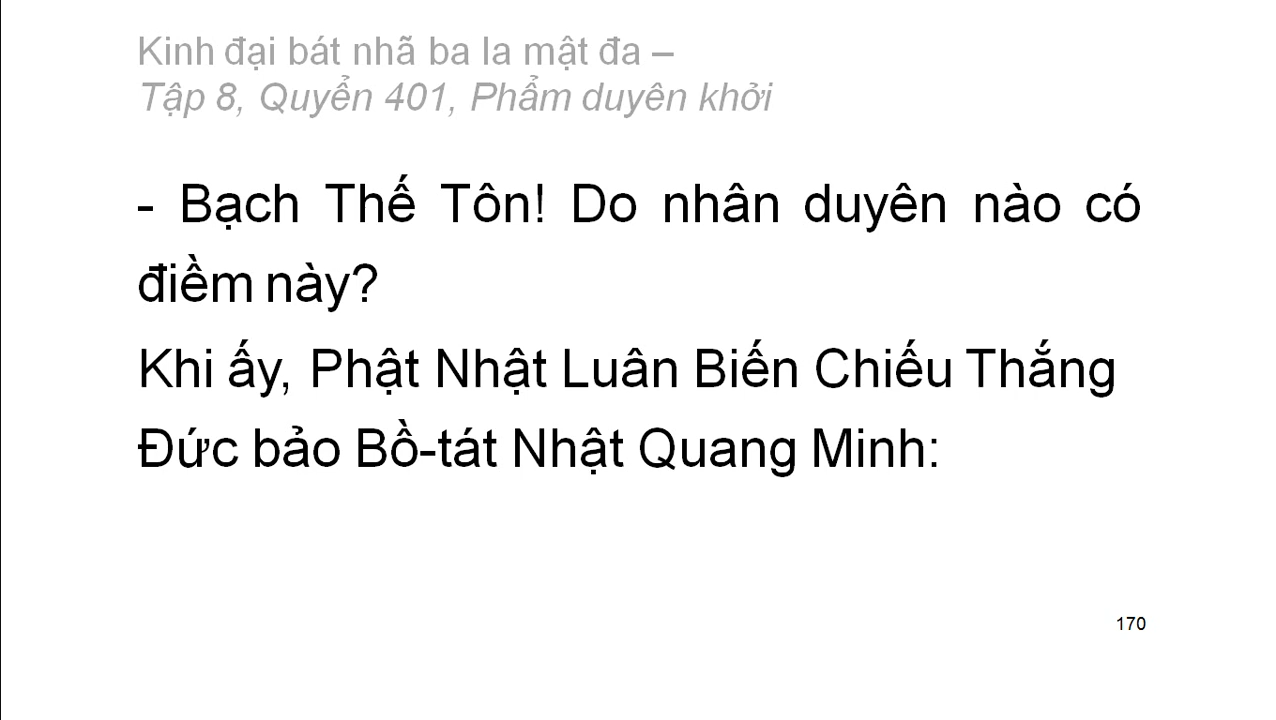 Kinh đại bát nhã ba la mật đa –
Tập 8, Quyển 401, Phẩm duyên khởi
- Bạch Thế Tôn! Do nhân duyên nào có
điềm này?
Khi ấy, Phật Nhật Luân Biến Chiếu Thắng
Đức bảo Bồ-tát Nhật Quang Minh:
170